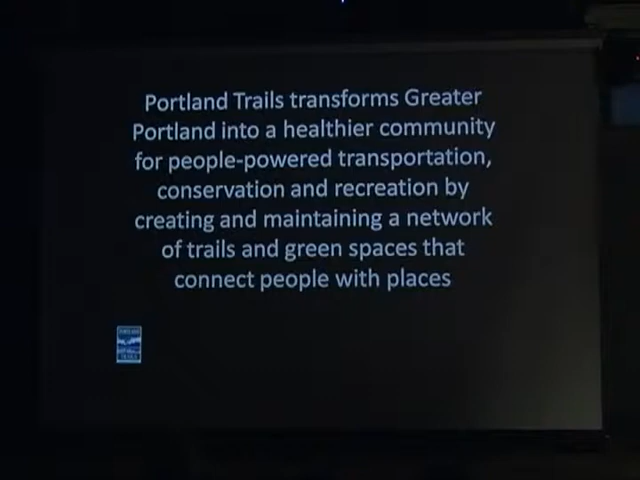 Portland Trails transforms Greater
Portland into a healthier community
for people-powered transportation,
conservation and recreation by
creating and maintaining a network
of trails and green spaces that
connect people with places